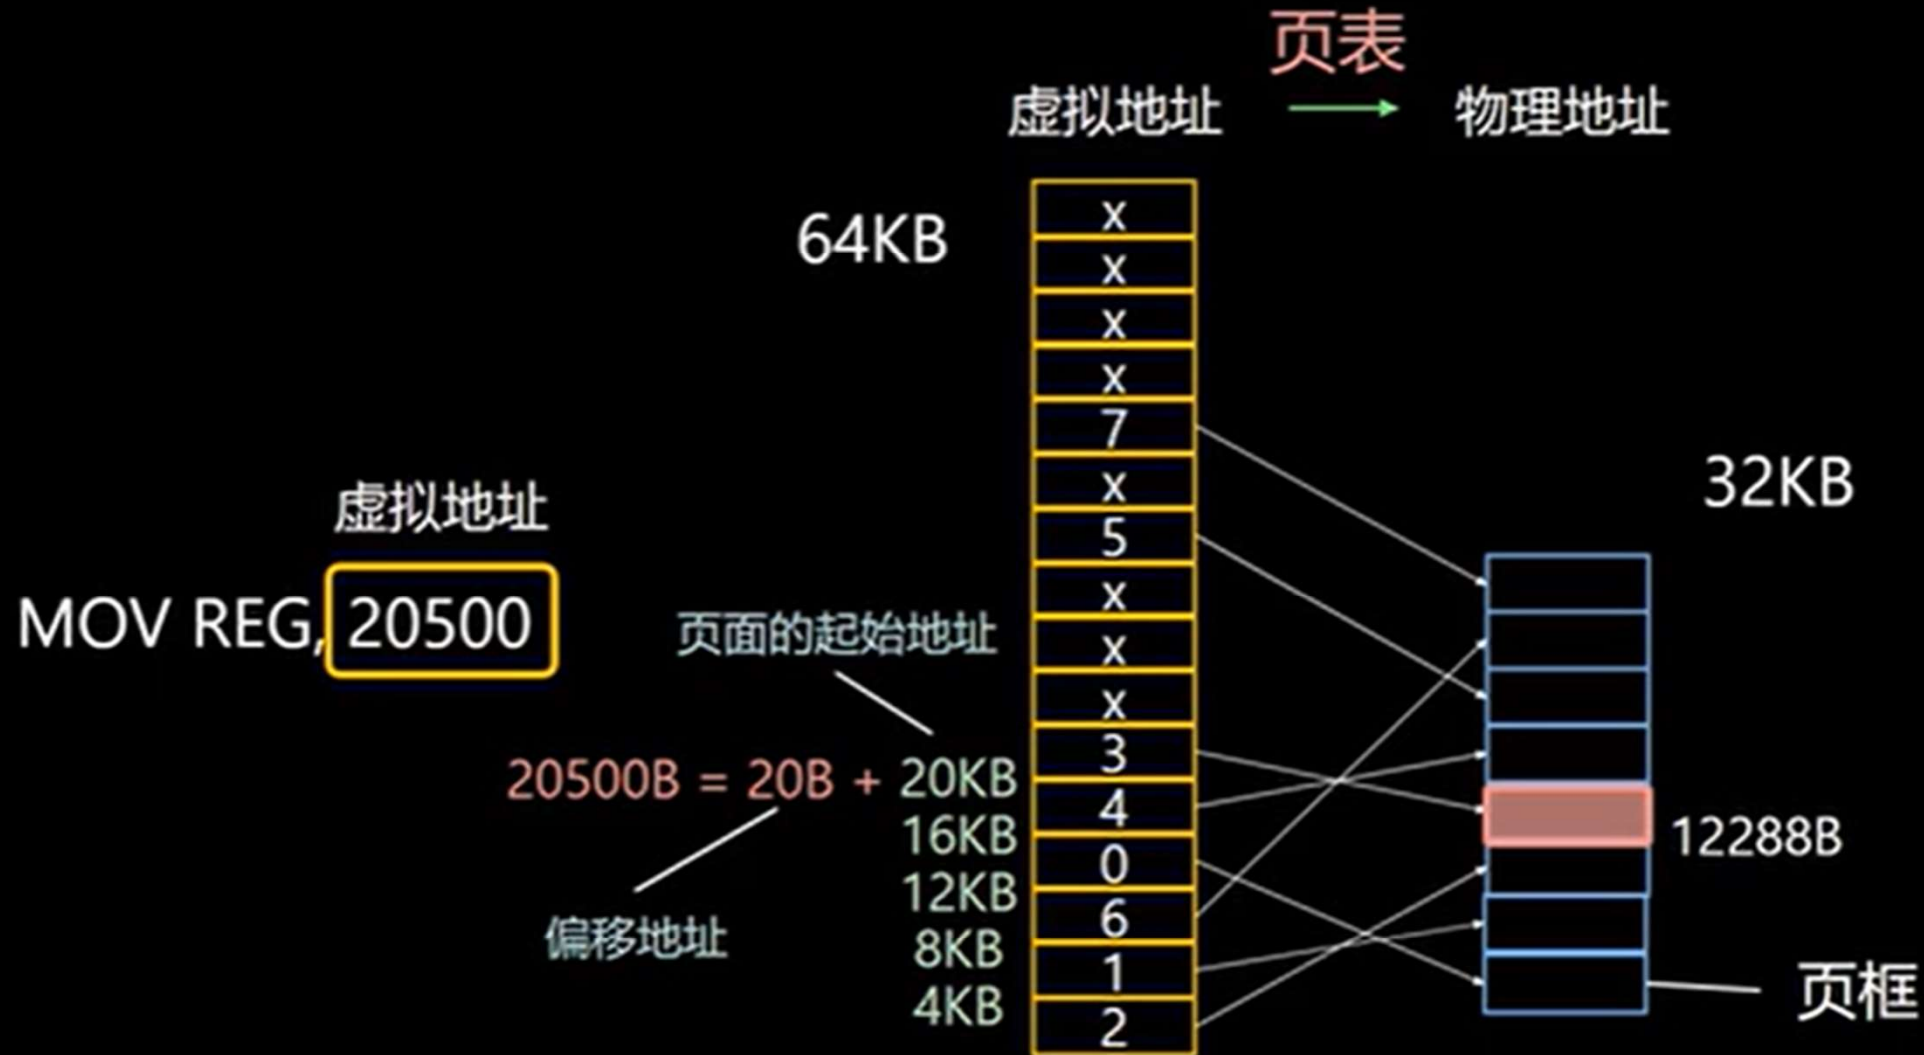 页表
虚拟地址
物理地址
64KB
x
x
x
x
7
x
5
x
x
x
3
4
0
6
1
2
32KB
虚拟地址
MOV REG, 20500
页面的起始地址
20500B = 20B + 20KB
16KB
12KB
8KB
4KB
偏移地址
12288B
页框